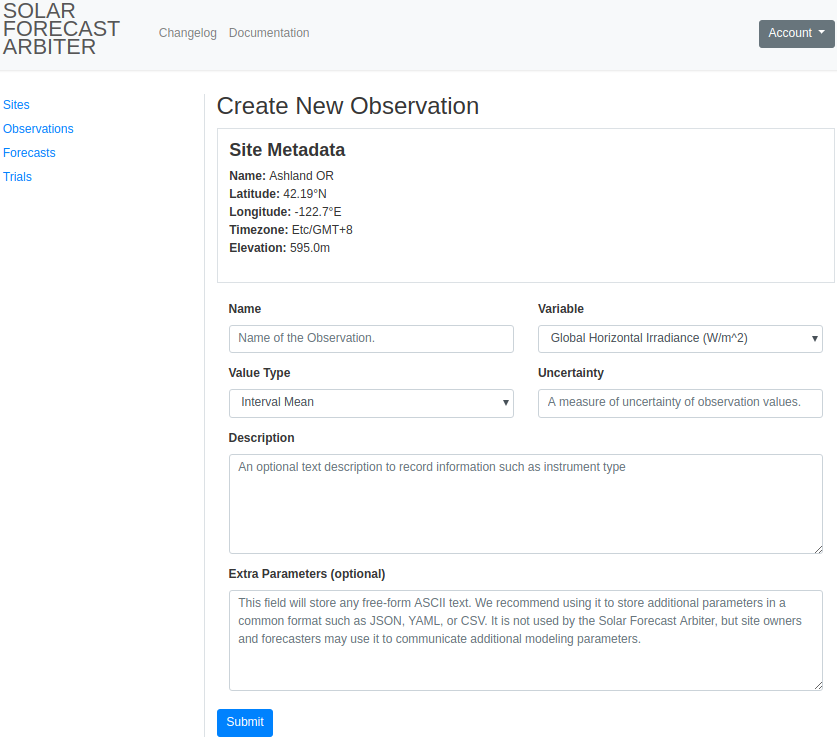 SOLAR
FORECAST
ARBITER
Changelog Documentation
Account
Sites
Observations
Forecasts
Trials
Create New Observation
Site Metadata
Name: Ashland OR
Latitude: 42.19°N
Longitude: -122.7°E
Timezone: Etc/GMT+8
Elevation: 595.0m
Name Variable
Name of the Observation. Global Horizontal Irradiance (W/m^2)
Value Type Uncertainty
Interval Mean A measure of uncertainty of observation values.
Description
An optional text description to record information such as instrument type
Extra Parameters (optional)
This field will store any free-form ASCII text. We recommend using it to store additional parameters in a
common format such as JSON, YAML, or CSV. It is not used by the Solar Forecast Arbiter, but site owners
and forecasters may use it to communicate additional modeling parameters.
Submit